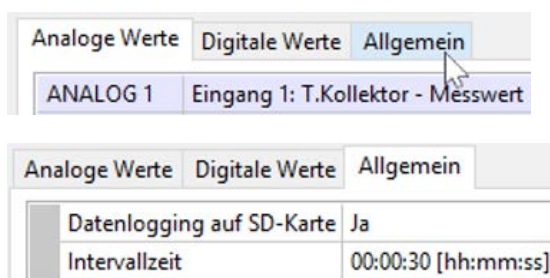 Analoge Werte Digitale Werte Allgemein
ANALOG 1 Eingang 1: T.Kollektor - Messwert
Analoge Werte Digitale Werte Allgemein
Datenlogging auf SD-Karte Ja
Intervallzeit 00:00:30 [hh:mm:ss]